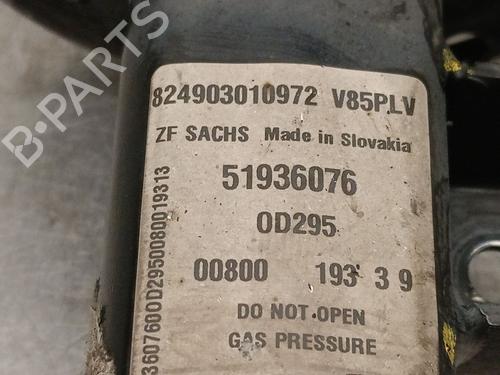 824903010972 V85PLV
ZF SACHS Made in Slovakia
51936076
0D295
00800 193 3 9
DO NOT OPEN
GAS PRESSURE
3607600D2950080019313
B-PARTS